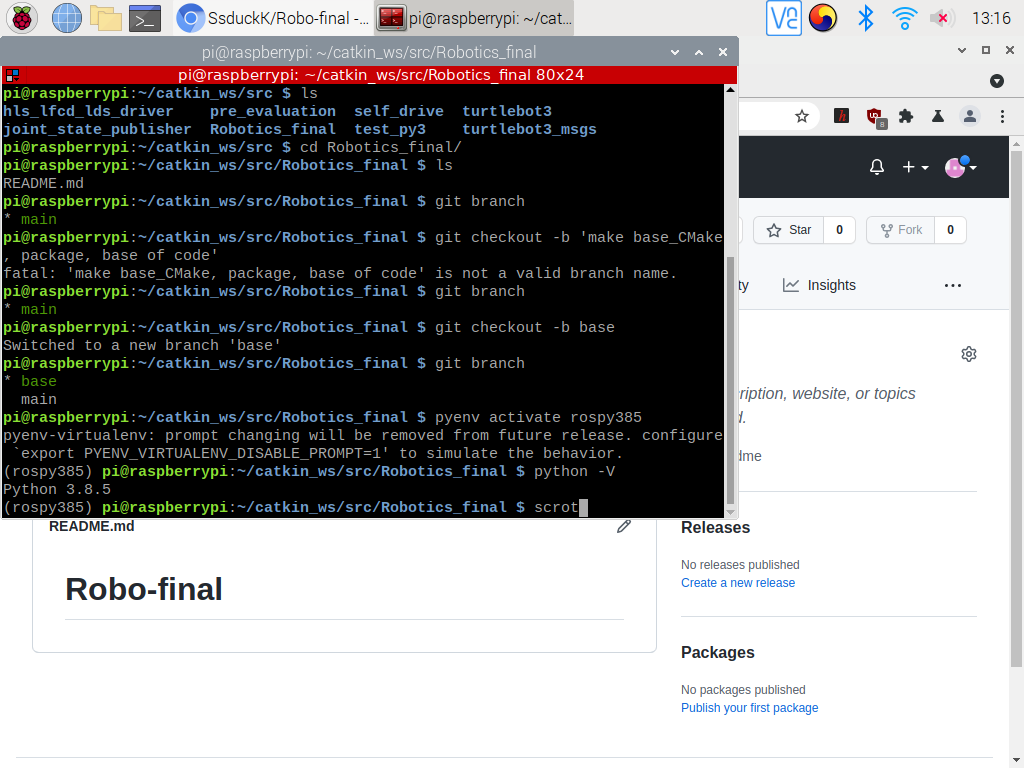 SsduckK/Robo-final -...
pi@raspberrypi: ~/cat...
13:16
pi@raspberrypi: ~/catkin_ws/src/Robotics_final
pi@raspberrypi: ~/catkin_ws/src/Robotics_final 80x24
pi@raspberrypi:~/catkin_ws/src $ ls
hls_lfcd_lds_driver    pre_evaluation  self_drive  turtlebot3
joint_state_publisher  Robotics_final  test_py3    turtlebot3_msgs
pi@raspberrypi:~/catkin_ws/src $ cd Robotics_final/
pi@raspberrypi:~/catkin_ws/src/Robotics_final $ ls
README.md
pi@raspberrypi:~/catkin_ws/src/Robotics_final $ git branch
* main
pi@raspberrypi:~/catkin_ws/src/Robotics_final $ git checkout -b 'make base_CMake
, package, base of code'
fatal: 'make base_CMake, package, base of code' is not a valid branch name.
pi@raspberrypi:~/catkin_ws/src/Robotics_final $ git branch
* main
pi@raspberrypi:~/catkin_ws/src/Robotics_final $ git checkout -b base
Switched to a new branch 'base'
pi@raspberrypi:~/catkin_ws/src/Robotics_final $ git branch
* base
  main
pi@raspberrypi:~/catkin_ws/src/Robotics_final $ pyenv activate rospy385
pyenv-virtualenv: prompt changing will be removed from future release. configure
 `export PYENV_VIRTUALENV_DISABLE_PROMPT=1' to simulate the behavior.
(rospy385) pi@raspberrypi:~/catkin_ws/src/Robotics_final $ python -V
Python 3.8.5
(rospy385) pi@raspberrypi:~/catkin_ws/src/Robotics_final $ scrot
8
Star 0
Fork 0
ty
Insights
ription, website, or topics
d.
dme
README.md
Robo-final
Releases
No releases published
Create a new release
Packages
No packages published
Publish your first package